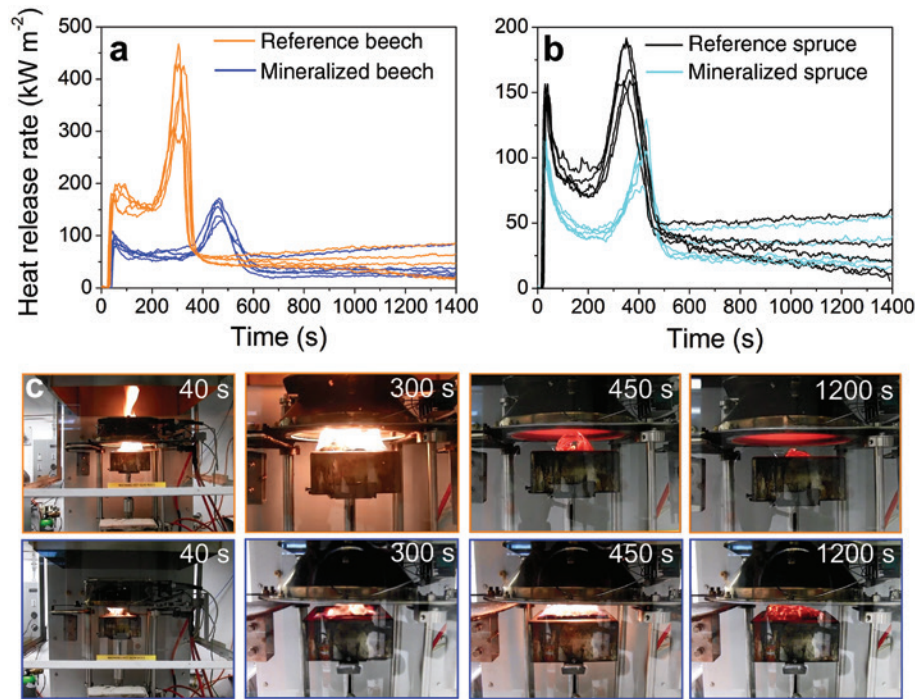 a
Reference beech
Mineralized beech
Heat release rate (kW m⁻²)
500
400
300
200
100
0
0 200 400 600 800 1000 1200 1400
Time (s)
b
Reference spruce
Mineralized spruce
200
150
100
50
0
0 200 400 600 800 1000 1200 1400
Time (s)
c
40 s
300 s
450 s
1200 s
40 s
300 s
450 s
1200 s